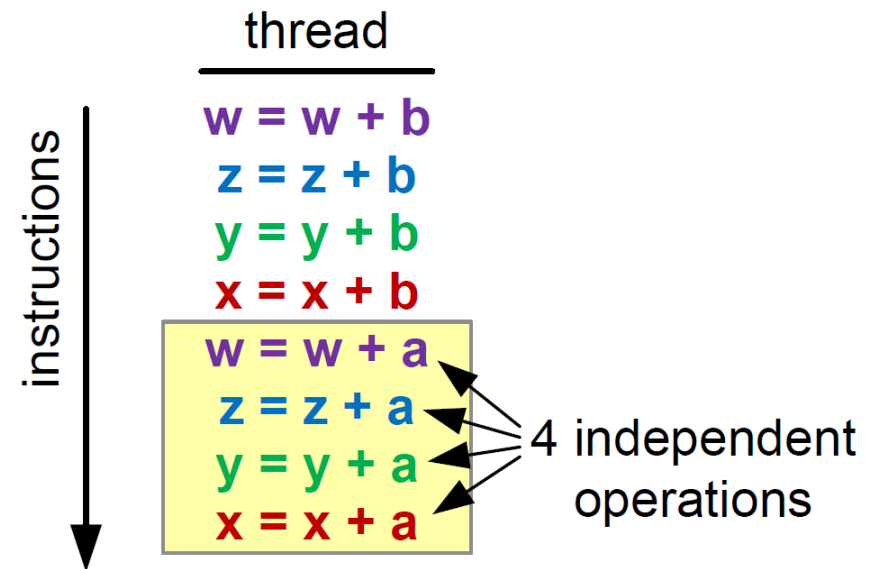 thread
instructions
w = w + b
z = z + b
y = y + b
x = x + b
w = w + a
z = z + a
y = y + a
x = x + a
4 independent
operations